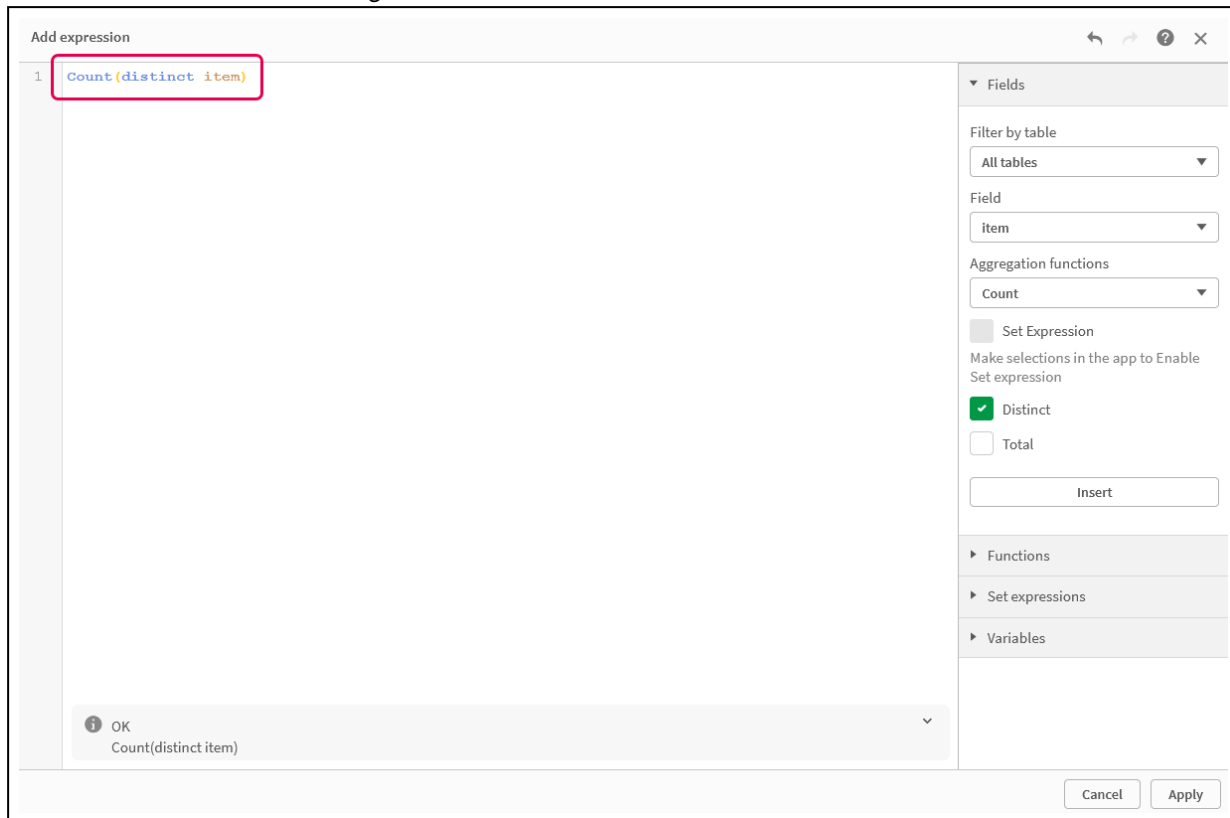 Add expression
1 Count(distinct item)
Fields
Filter by table
All tables
Field
item
Aggregation functions
Count
Set Expression
Make selections in the app to Enable
Set expression
Distinct
Total
Insert
Functions
Set expressions
Variables
OK
Count(distinct item)
Cancel Apply